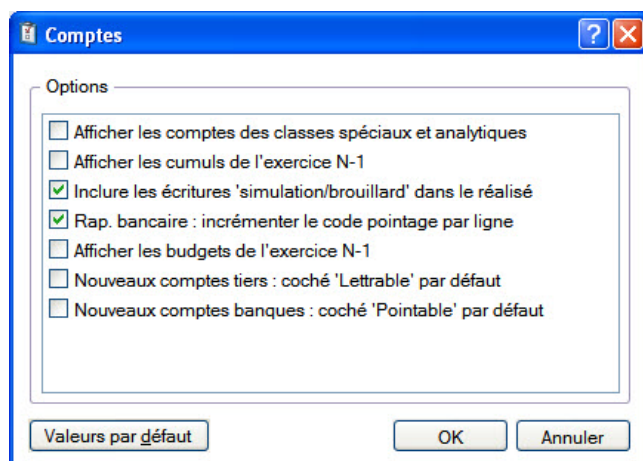 Comptes
Options
Afficher les comptes des classes spéciaux et analytiques
Afficher les cumuls de l'exercice N-1
Inclure les écritures 'simulation/brouillard' dans le réalisé
Rap. bancaire : incrémenter le code pointage par ligne
Afficher les budgets de l'exercice N-1
Nouveaux comptes tiers : coché 'Lettrable' par défaut
Nouveaux comptes banques : coché 'Pointable' par défaut
Valeurs par défaut OK Annuler